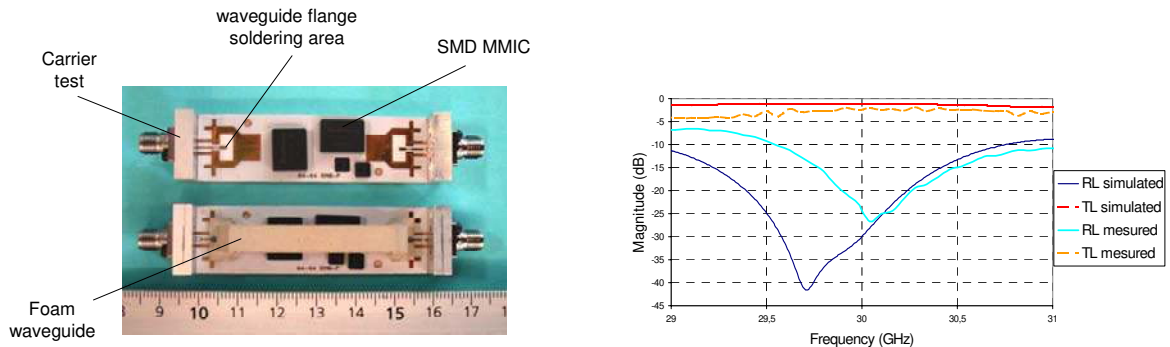 waveguide flange
soldering area
SMD MMIC
Carrier
test
Foam
waveguide
8 9 10 11 12 13 14 15 16 17
Magnitude (dB)
0
-5
-10
-15
-20
-25
-30
-35
-40
-45
29 29,5 30 30,5 31
Frequency (GHz)
RL simulated
TL simulated
RL mesured
TL mesured